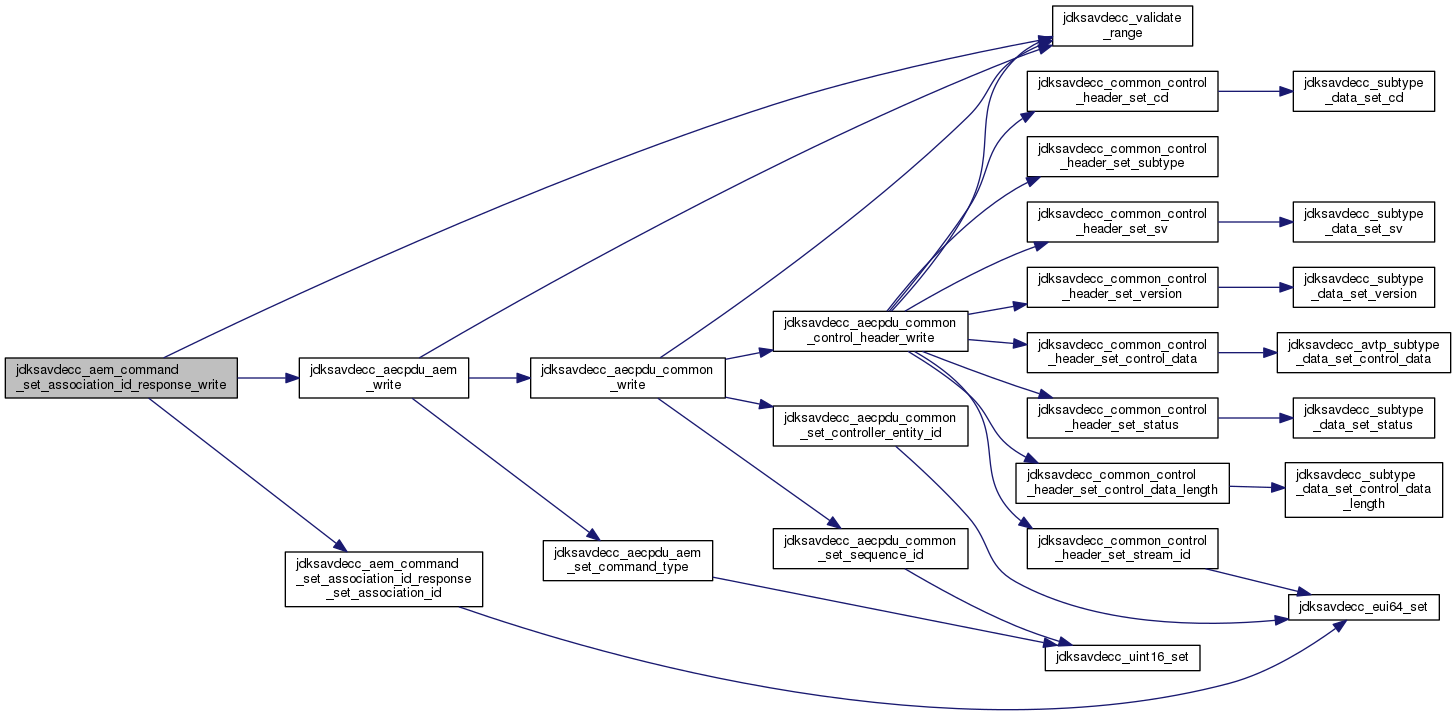 jdksavdecc_aem_command
_set_association_id_response_write
jdksavdecc_aecpdu_aem
_write
jdksavdecc_aem_command
_set_association_id_response
_set_association_id
jdksavdecc_aecpdu_common
_write
jdksavdecc_aecpdu_aem
_set_command_type
jdksavdecc_aecpdu_common
_control_header_write
jdksavdecc_aecpdu_common
_set_controller_entity_id
jdksavdecc_aecpdu_common
_set_sequence_id
jdksavdecc_validate
_range
jdksavdecc_common_control
_header_set_cd
jdksavdecc_common_control
_header_set_subtype
jdksavdecc_common_control
_header_set_sv
jdksavdecc_common_control
_header_set_version
jdksavdecc_common_control
_header_set_control_data
jdksavdecc_common_control
_header_set_status
jdksavdecc_common_control
_header_set_control_data_length
jdksavdecc_common_control
_header_set_stream_id
jdksavdecc_uint16_set
jdksavdecc_subtype
_data_set_cd
jdksavdecc_subtype
_data_set_sv
jdksavdecc_subtype
_data_set_version
jdksavdecc_avtp_subtype
_data_set_control_data
jdksavdecc_subtype
_data_set_status
jdksavdecc_subtype
_data_set_control_data
_length
jdksavdecc_eui64_set